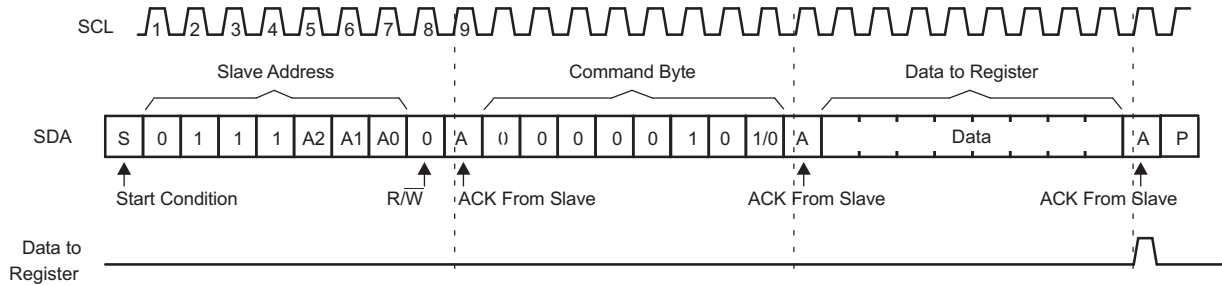 SCL 1 2 3 4 5 6 7 8 9
Slave Address Command Byte Data to Register
SDA S 0 1 1 1 A2 A1 A0 0 A 0 0 0 0 0 1 0 1/0 A Data A P
Start Condition R/W̅ ACK From Slave ACK From Slave ACK From Slave
Data to
Register